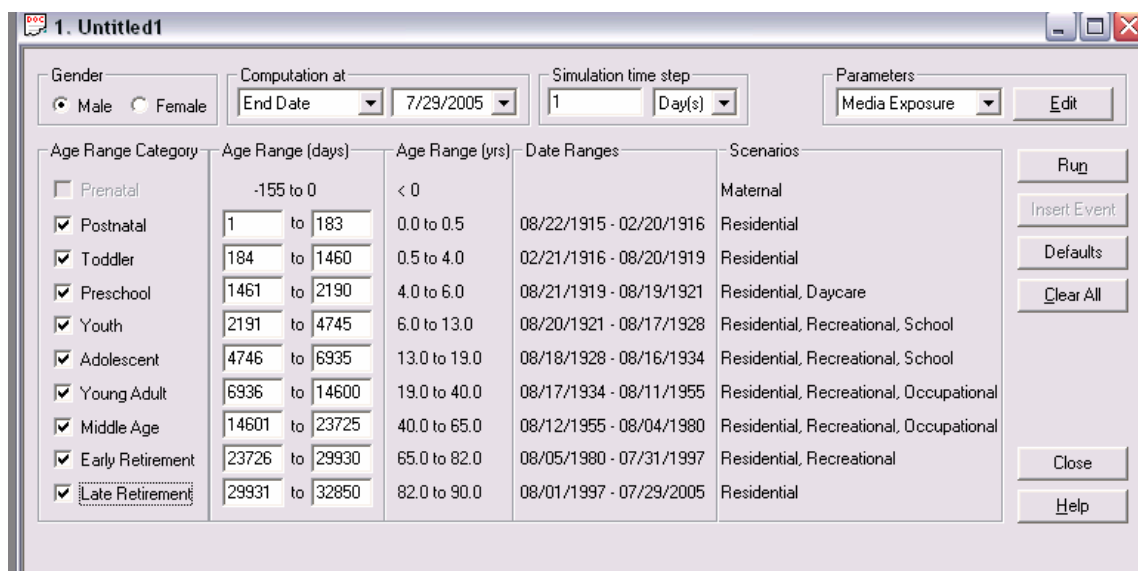 1. Untitled1
Gender Computation at Simulation time step Parameters
Male Female End Date 7/29/2005 1 Day(s) Media Exposure Edit
Age Range Category Age Range (days) Age Range (yrs) Date Ranges Scenarios
Run
Prenatal -155 to 0 < 0 Maternal
Insert Event
Postnatal 1 to 183 0.0 to 0.5 08/22/1915 - 02/20/1916 Residential
Toddler 184 to 1460 0.5 to 4.0 02/21/1916 - 08/20/1919 Residential Defaults
Preschool 1461 to 2190 4.0 to 6.0 08/21/1919 - 08/19/1921 Residential, Daycare Clear All
Youth 2191 to 4745 6.0 to 13.0 08/20/1921 - 08/17/1928 Residential, Recreational, School
Adolescent 4746 to 6935 13.0 to 19.0 08/18/1928 - 08/16/1934 Residential, Recreational, School
Young Adult 6936 to 14600 19.0 to 40.0 08/17/1934 - 08/11/1955 Residential, Recreational, Occupational
Middle Age 14601 to 23725 40.0 to 65.0 08/12/1955 - 08/04/1980 Residential, Recreational, Occupational
Early Retirement 23726 to 29930 65.0 to 82.0 08/05/1980 - 07/31/1997 Residential, Recreational Close
Late Retirement 29931 to 32850 82.0 to 90.0 08/01/1997 - 07/29/2005 Residential
Help